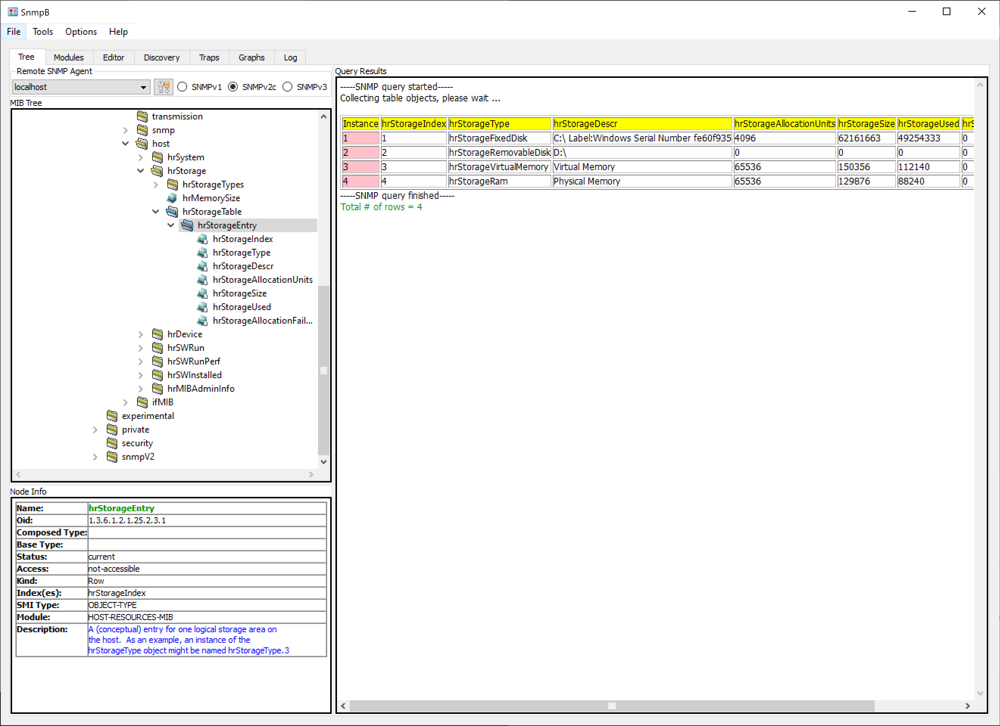 SnmpB
File Tools Options Help
Tree Modules Editor Discovery Traps Graphs Log
Remote SNMP Agent
localhost SNMPv1 SNMPv2c SNMPv3
MIB Tree
transmission
snmp
host
hrSystem
hrStorage
hrStorageTypes
hrMemorySize
hrStorageTable
hrStorageEntry
hrStorageIndex
hrStorageType
hrStorageDescr
hrStorageAllocationUnits
hrStorageSize
hrStorageUsed
hrStorageAllocationFail...
hrDevice
hrSWRun
hrSWRunPerf
hrSWInstalled
hrMIBAdminInfo
ifMIB
experimental
private
security
snmpV2
Node Info
Name: hrStorageEntry
Oid: 1.3.6.1.2.1.25.2.3.1
Composed Type:
Base Type:
Status: current
Access: not-accessible
Kind: Row
Index(es): hrStorageIndex
SMI Type: OBJECT-TYPE
Module: HOST-RESOURCES-MIB
Description: A (conceptual) entry for one logical storage area on
the host.  As an example, an instance of the
hrStorageType object might be named hrStorageType.3
Query Results
-----SNMP query started-----
Collecting table objects, please wait ...
Instance hrStorageIndex hrStorageType hrStorageDescr hrStorageAllocationUnits hrStorageSize hrStorageUsed
1 1 hrStorageFixedDisk C:\ Label:Windows Serial Number fe60f935 4096 62161663 49254333 0
2 2 hrStorageRemovableDisk D:\ 0 0 0 0
3 3 hrStorageVirtualMemory Virtual Memory 65536 150356 112140 0
4 4 hrStorageRam Physical Memory 65536 129876 88240 0
-----SNMP query finished-----
Total # of rows = 4